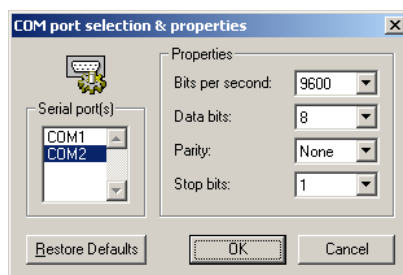 COM port selection & properties
Serial port(s)
COM1
COM2
Properties
Bits per second: 9600
Data bits: 8
Parity: None
Stop bits: 1
Restore Defaults OK Cancel